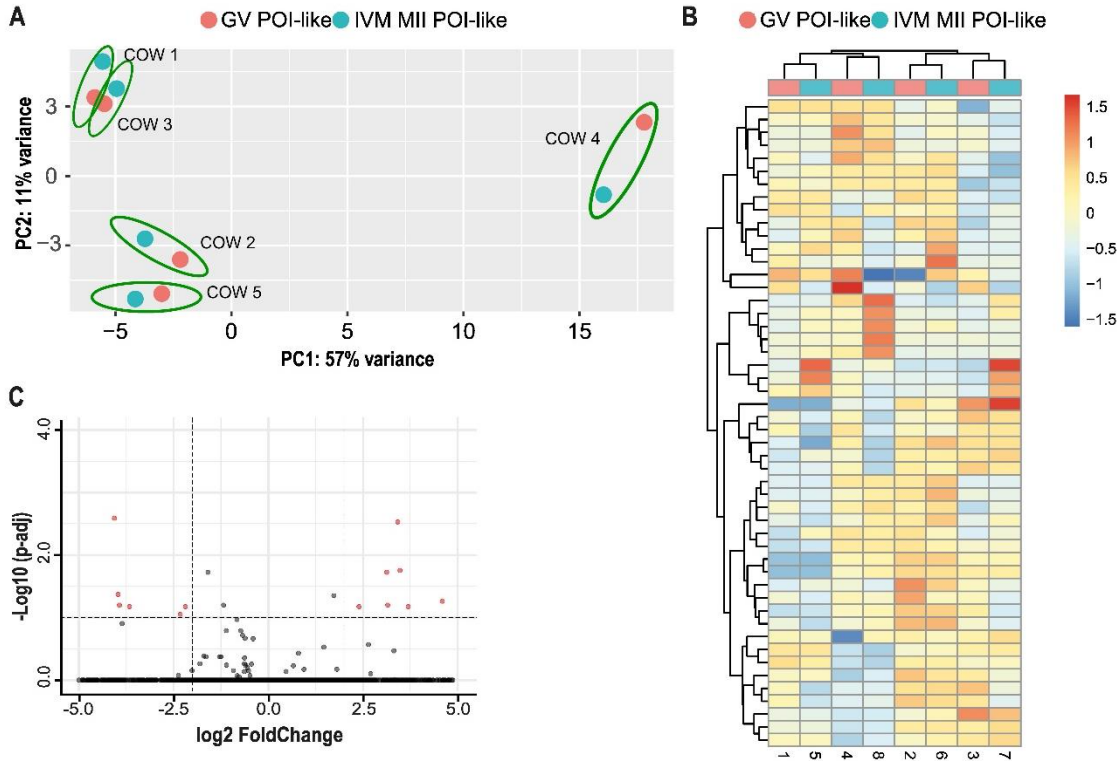 A
GV POI-like IVM MII POI-like
COW 1
COW 3
COW 4
COW 2
COW 5
3
0
−3
−5
0
5
10
15
PC2: 11% variance
PC1: 57% variance
B
GV POI-like IVM MII POI-like
1.5
1
0.5
0
−0.5
−1
−1.5
1 5 4 8 2 6 3 7
C
4.0
2.0
0.0
-Log10 (p-adj)
-5.0 -2.5 0.0 2.5 5.0
log2 FoldChange